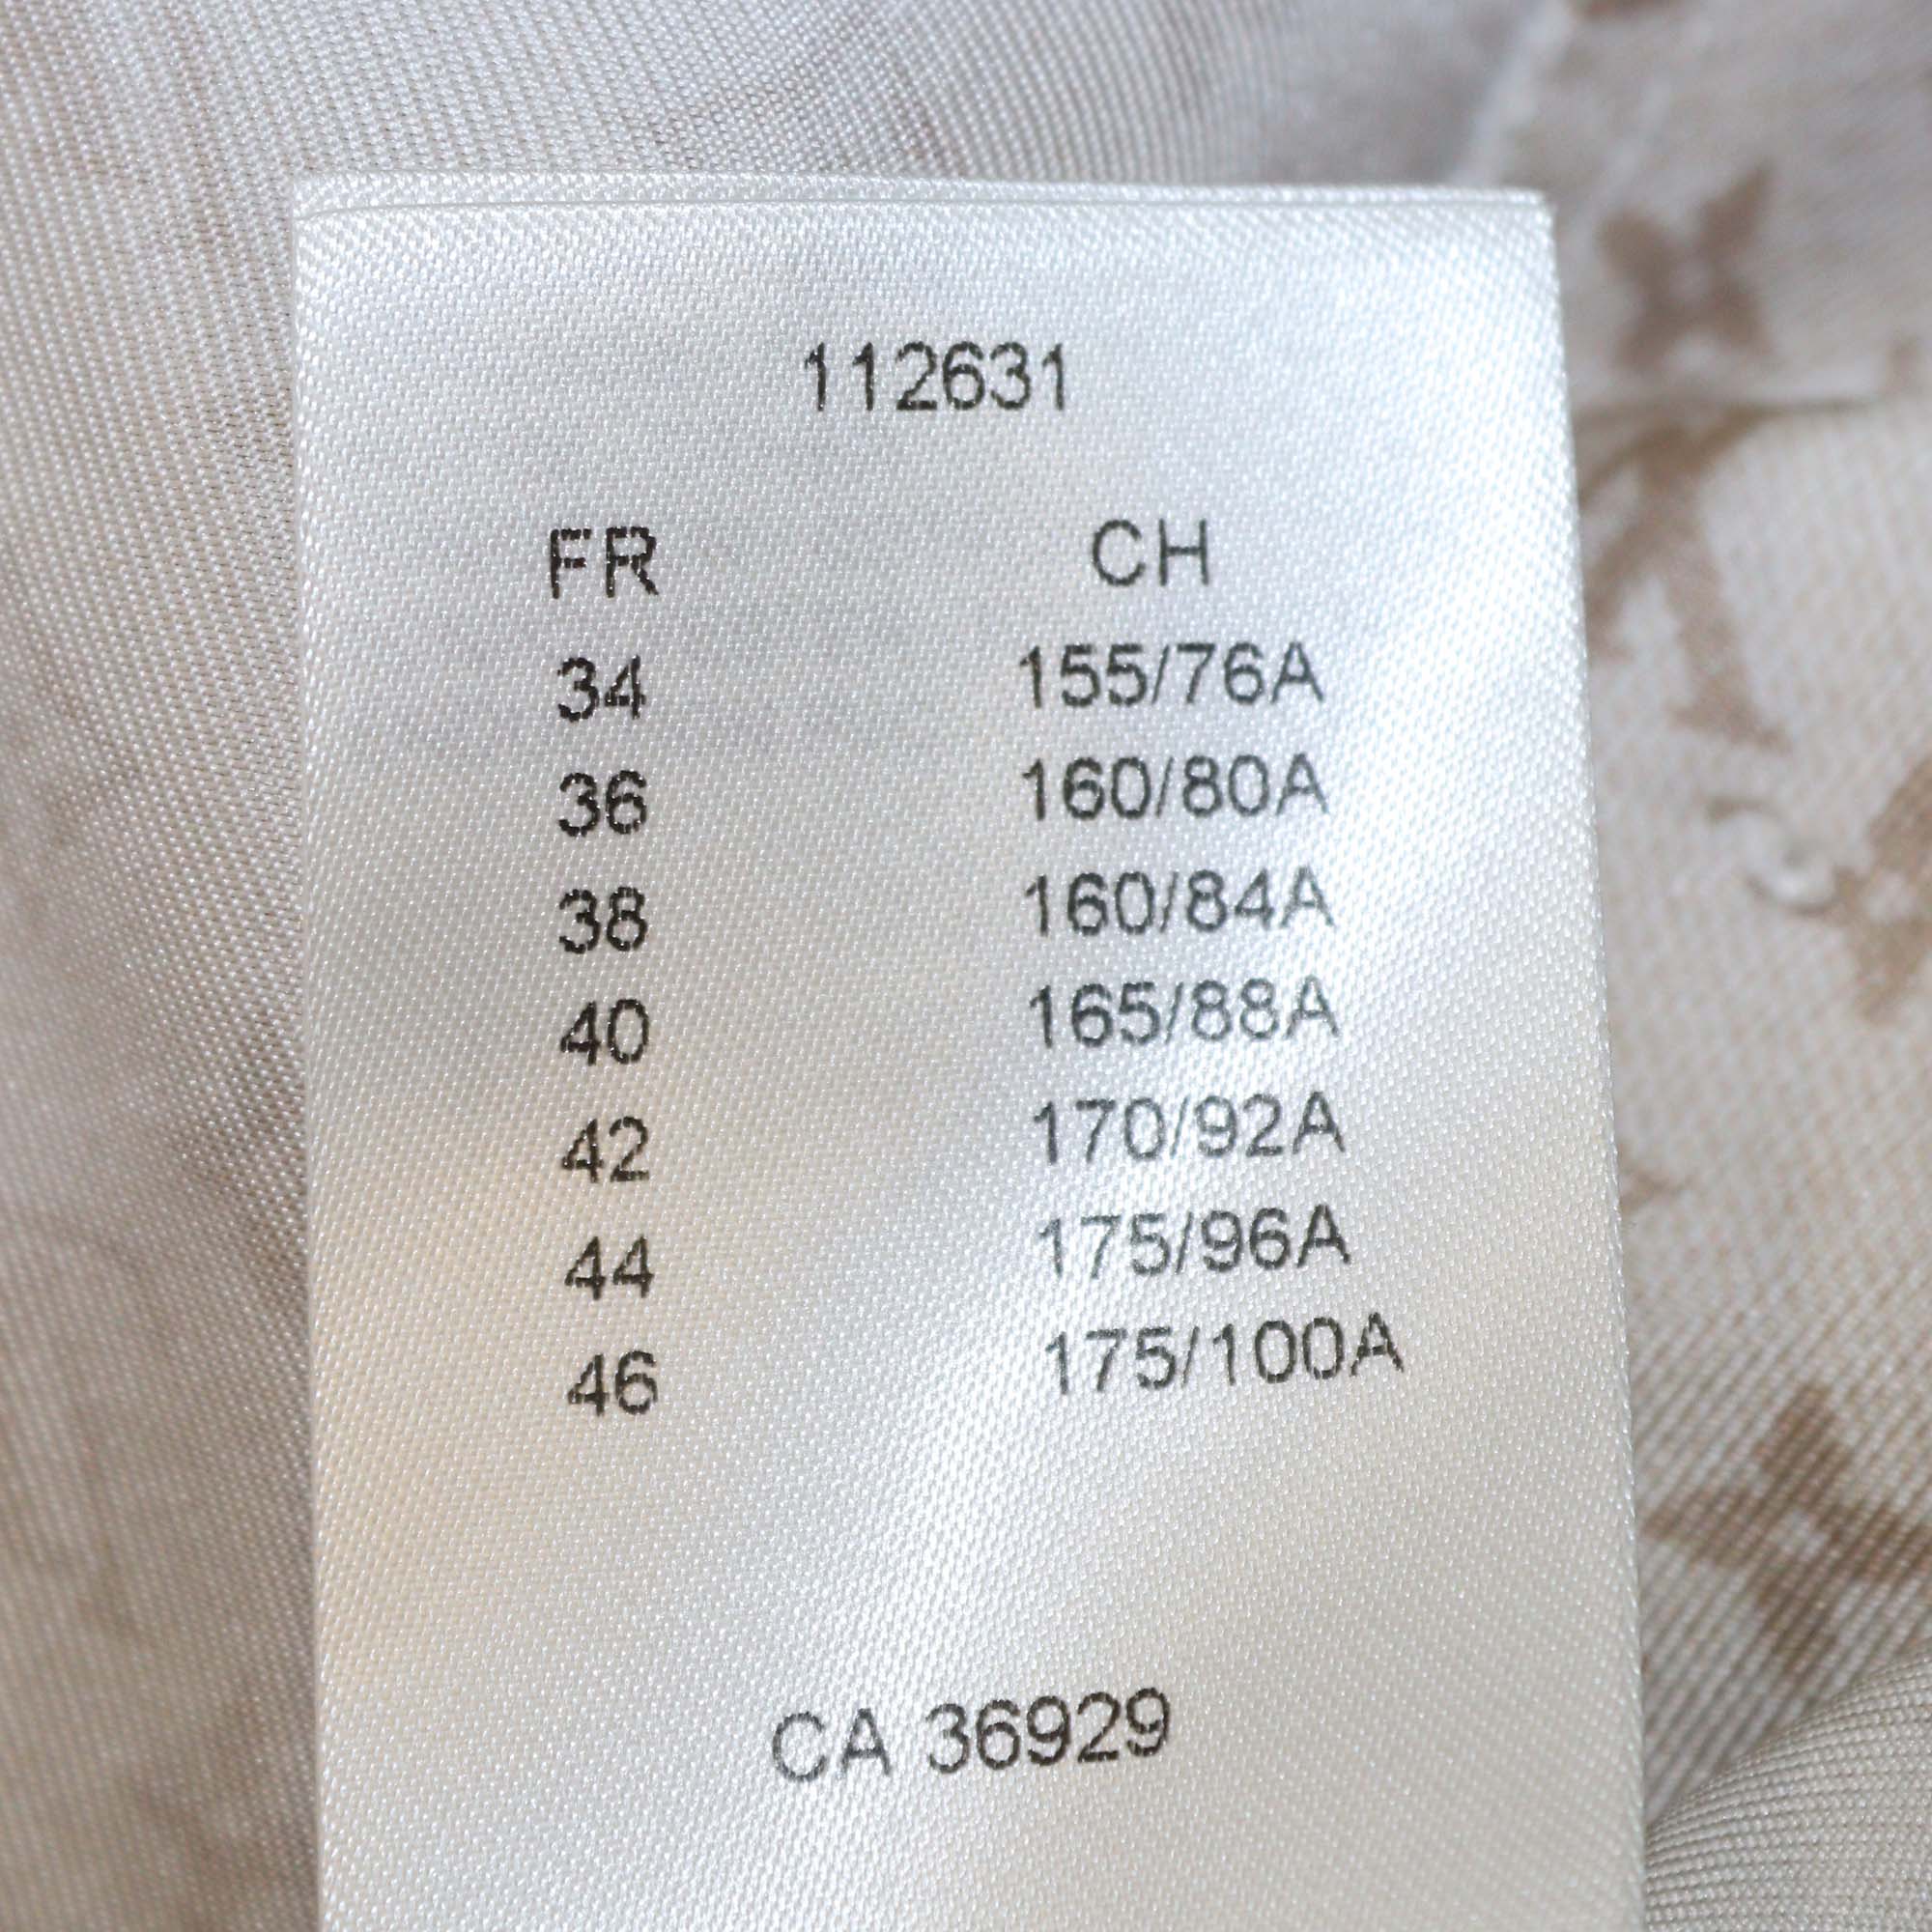 112631
FR CH
34 155/76A
36 160/80A
38 160/84A
40 165/88A
42 170/92A
44 175/96A
46 175/100A
CA 36929